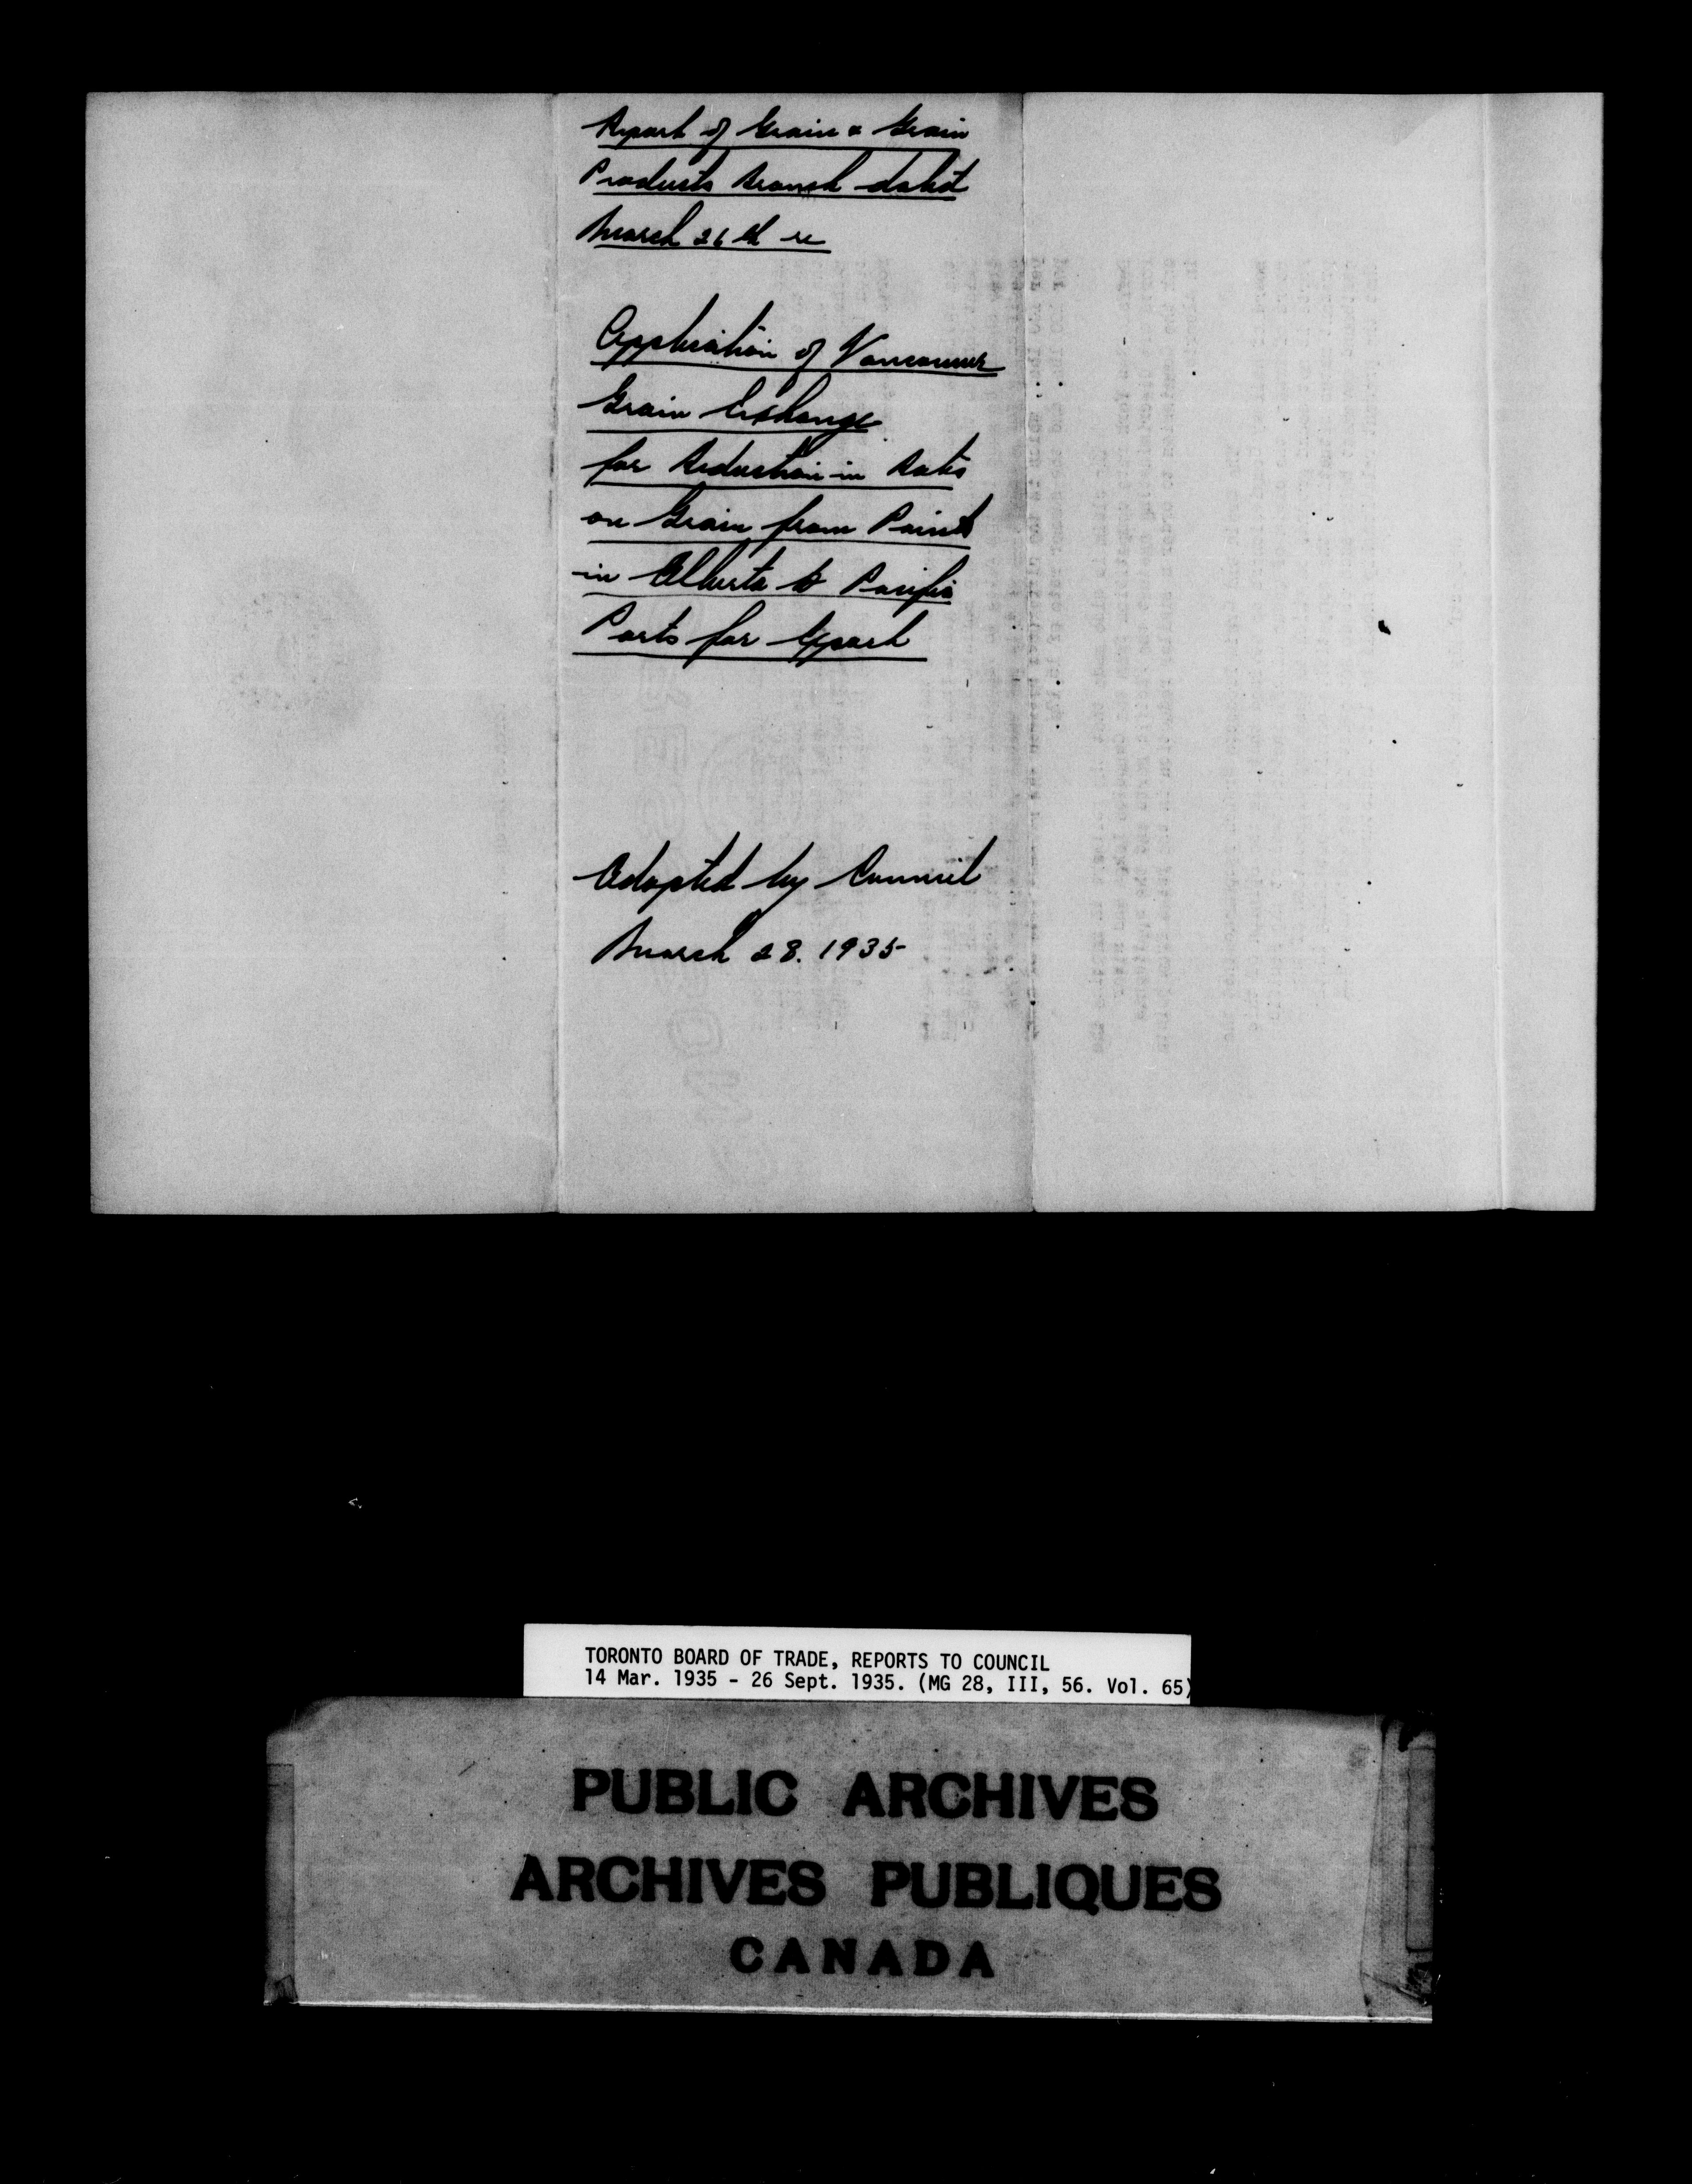 Report of Grain & Grain
Products Branch dated
March 26th re
Application of Vancouver
Grain Exchange
for Reduction in Rates
on Grain from Points
in Alberta to Pacific
Ports for Export
Adopted by Council
March 28. 1935
TORONTO BOARD OF TRADE, REPORTS TO COUNCIL
14 Mar. 1935 - 26 Sept. 1935. (MG 28, III, 56. Vol. 65)
PUBLIC ARCHIVES
ARCHIVES PUBLIQUES
CANADA